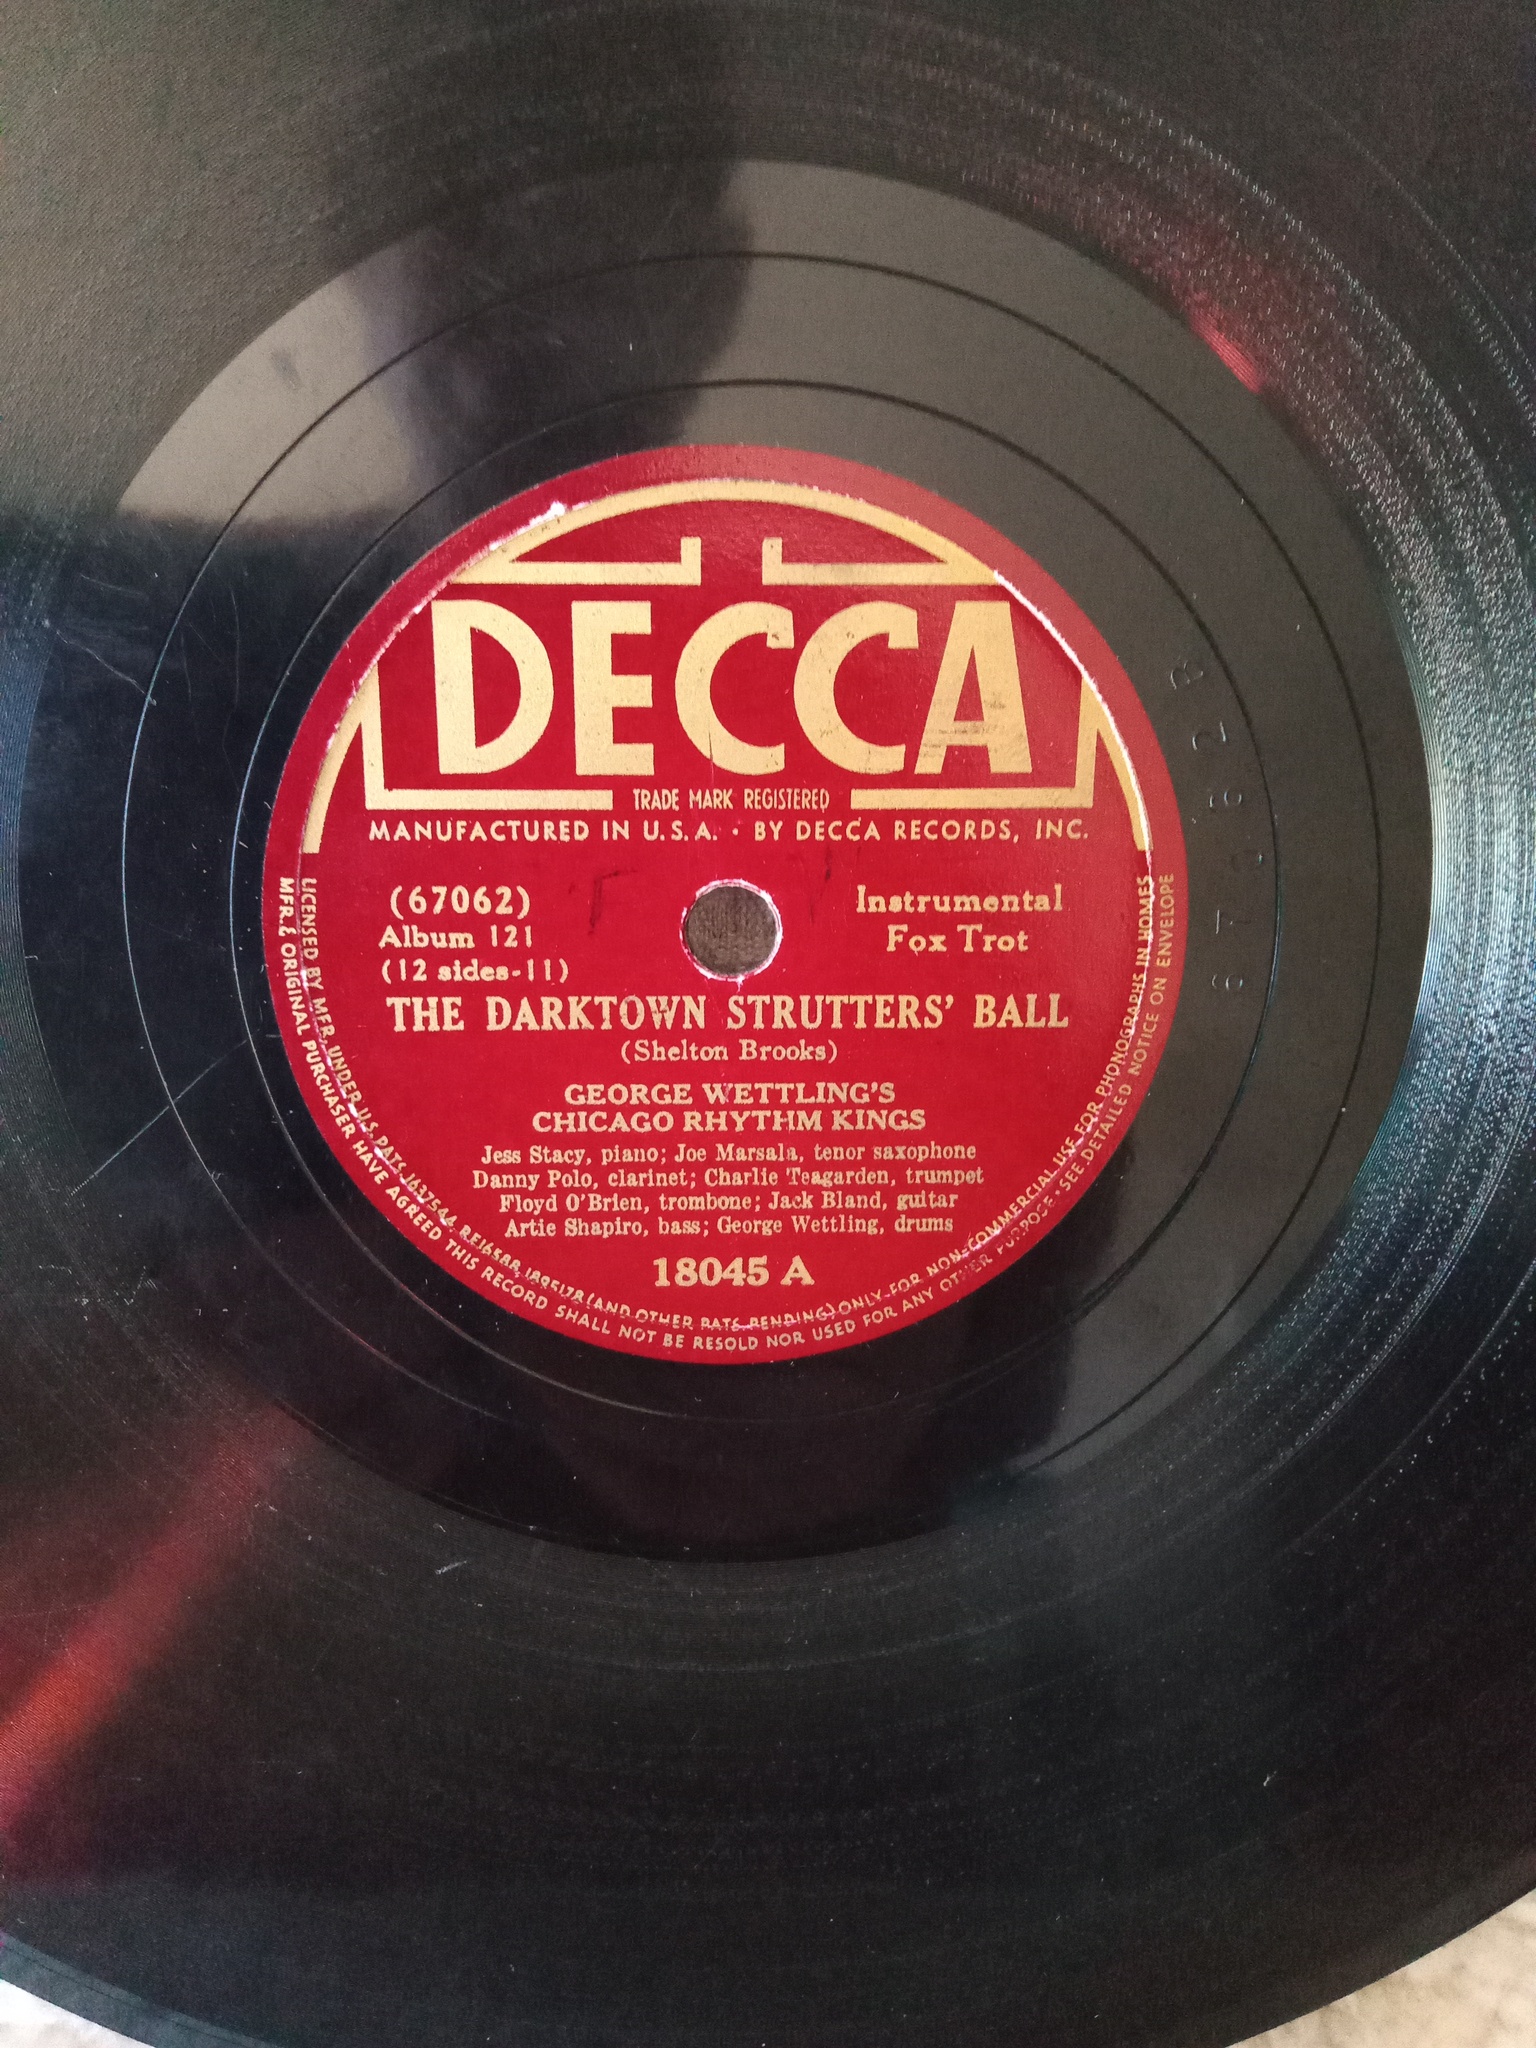 DECCA
TRADE MARK REGISTERED
MANUFACTURED IN U.S.A. • BY DECCA RECORDS, INC.
(67062)
Album 121
(12 sides-11)
Instrumental
Fox Trot
THE DARKTOWN STRUTTERS' BALL
(Shelton Brooks)
GEORGE WETTLING'S
CHICAGO RHYTHM KINGS
Jess Stacy, piano; Joe Marsala, tenor saxophone
Danny Polo, clarinet; Charlie Teagarden, trumpet
Floyd O'Brien, trombone; Jack Bland, guitar
Artie Shapiro, bass; George Wettling, drums
18045 A
LICENSED BY MFR. UNDER U.S. PATS. 1637544, RE16588, 1895178 (AND OTHER PATS. PENDING) ONLY FOR NON-COMMERCIAL USE FOR PHONOGRAPHS IN HOMES
MFR. & ORIGINAL PURCHASER HAVE AGREED THIS RECORD SHALL NOT BE RESOLD NOR USED FOR ANY OTHER PURPOSE • SEE DETAILED NOTICE ON ENVELOPE